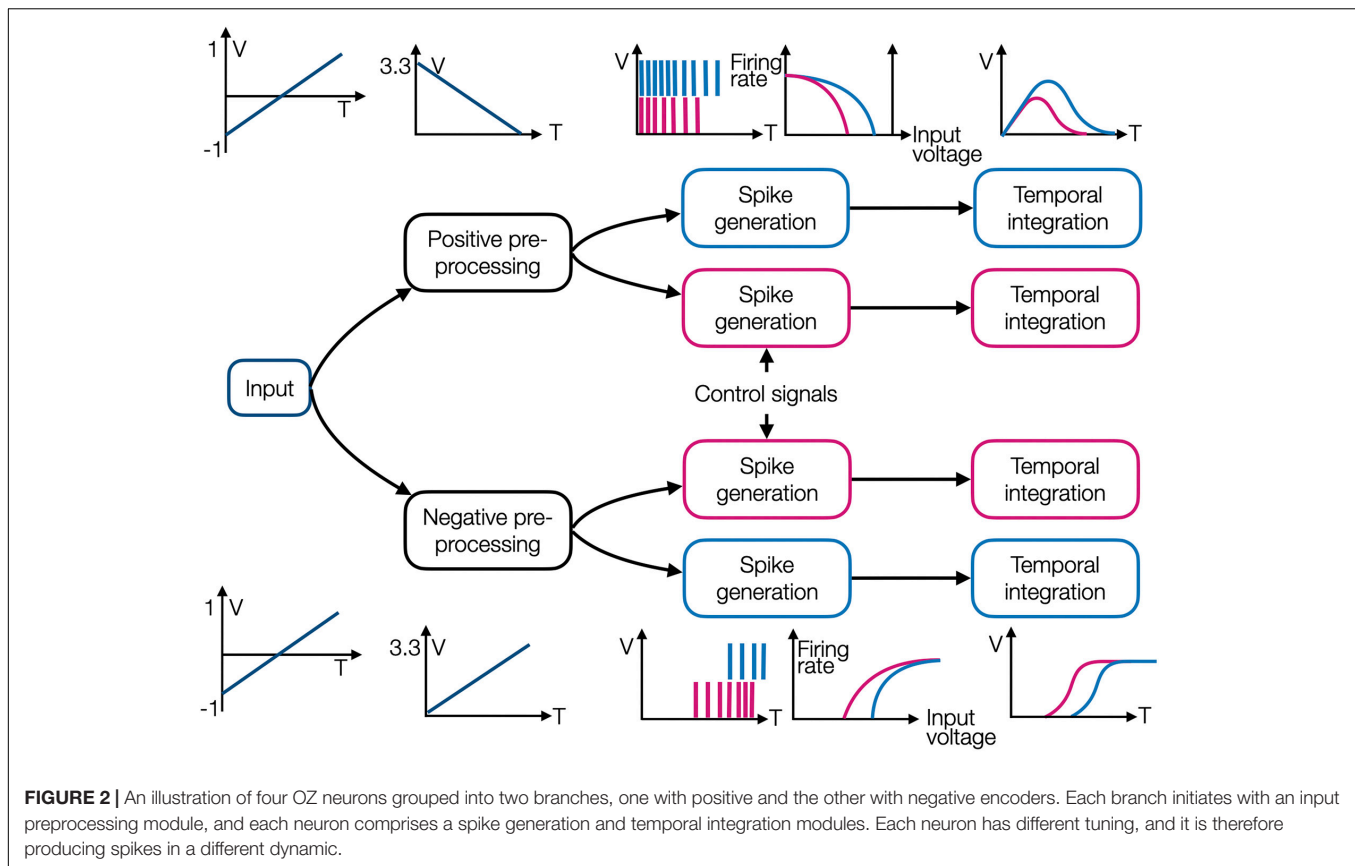 1
V
T
-1
3.3
V
T
V
T
Firing
rate
Input
voltage
V
T
Positive pre-
processing
Spike
generation
Temporal
integration
Spike
generation
Temporal
integration
Input
Control signals
Negative pre-
processing
Spike
generation
Temporal
integration
Spike
generation
Temporal
integration
1
V
T
-1
3.3
V
T
V
T
Firing
rate
Input
voltage
V
T
FIGURE 2 | An illustration of four OZ neurons grouped into two branches, one with positive and the other with negative encoders. Each branch initiates with an input
preprocessing module, and each neuron comprises a spike generation and temporal integration modules. Each neuron has different tuning, and it is therefore
producing spikes in a different dynamic.